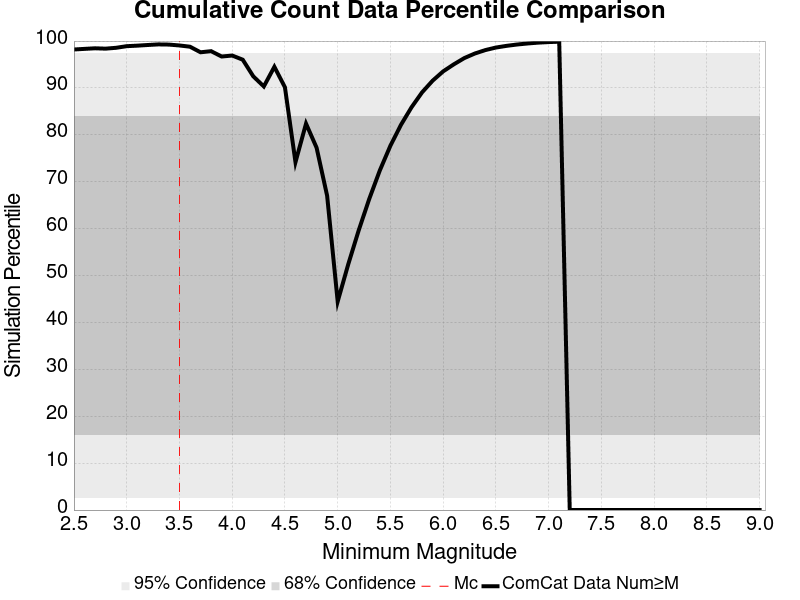 Cumulative Count Data Percentile Comparison
Simulation Percentile
100
90
80
70
60
50
40
30
20
10
0
2.5 3.0 3.5 4.0 4.5 5.0 5.5 6.0 6.5 7.0 7.5 8.0 8.5 9.0
Minimum Magnitude
95% Confidence 68% Confidence Mc ComCat Data Num≥M